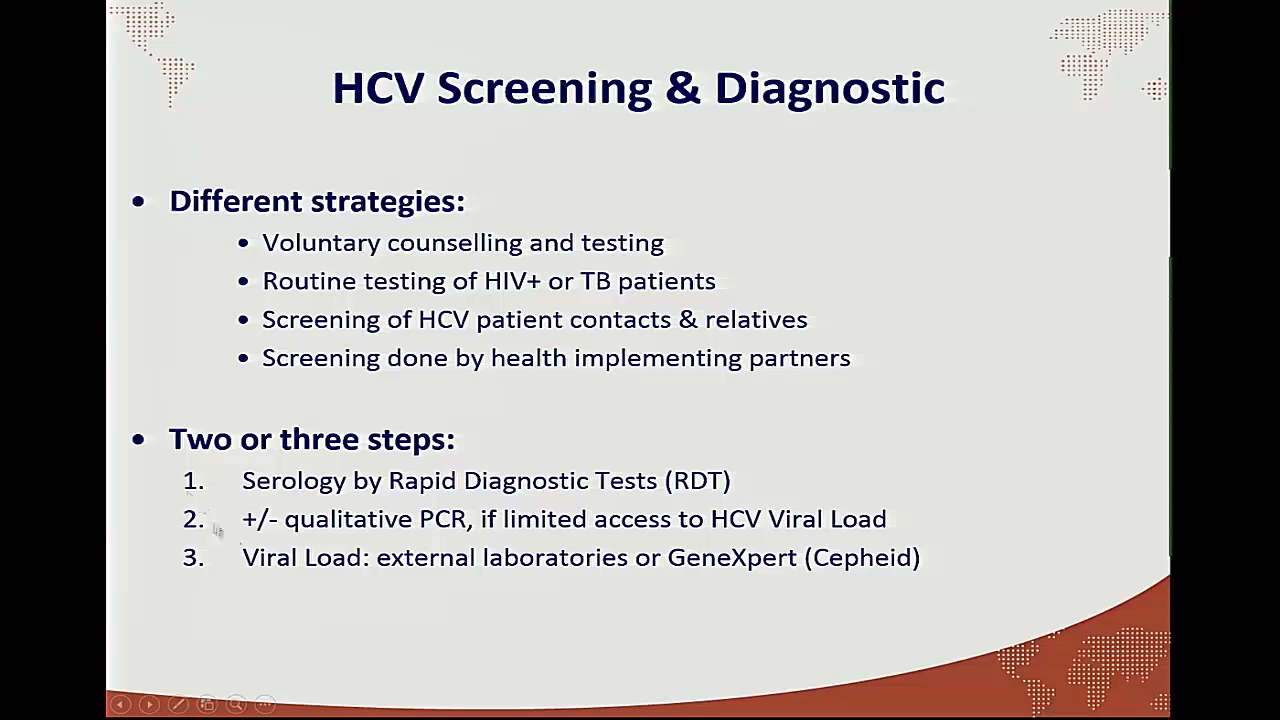 HCV Screening & Diagnostic
• Different strategies:
• Voluntary counselling and testing
• Routine testing of HIV+ or TB patients
• Screening of HCV patient contacts & relatives
• Screening done by health implementing partners
• Two or three steps:
1. Serology by Rapid Diagnostic Tests (RDT)
2. +/- qualitative PCR, if limited access to HCV Viral Load
3. Viral Load: external laboratories or GeneXpert (Cepheid)